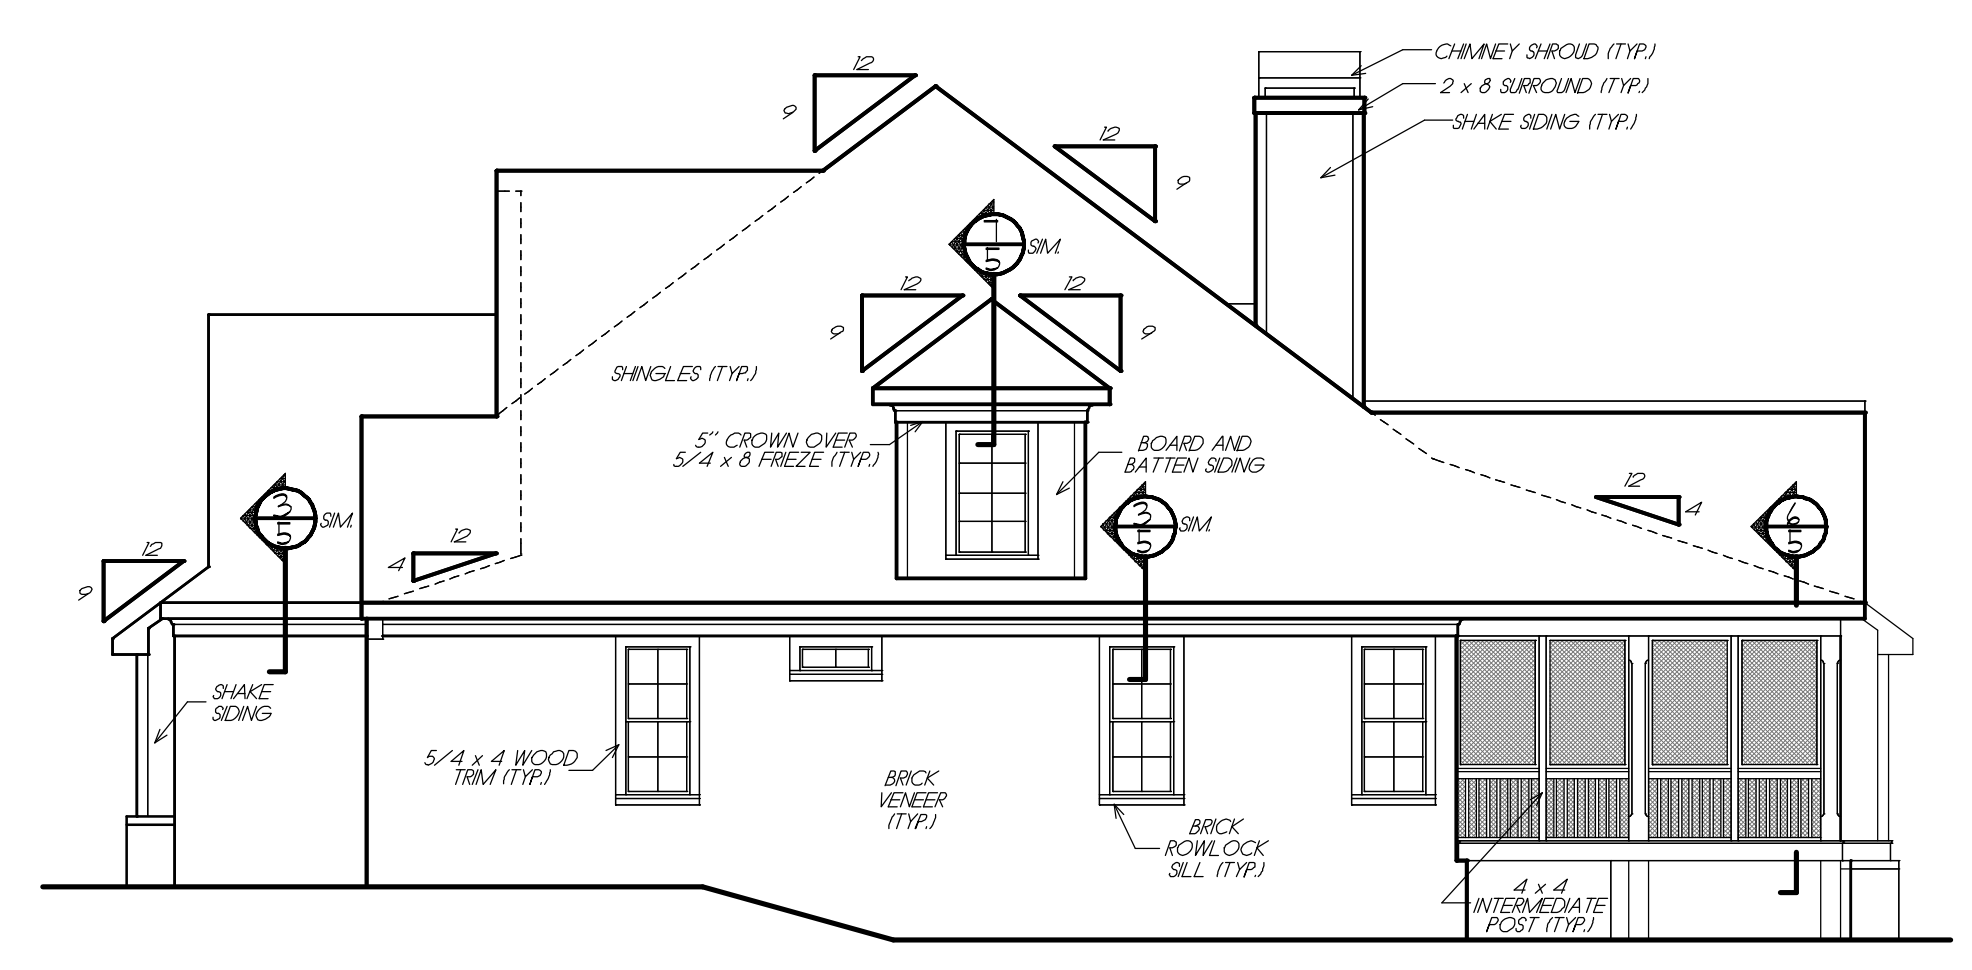 12
9
CHIMNEY SHROUD (TYP.)
2 x 8 SURROUND (TYP.)
SHAKE SIDING (TYP.)
12
9
1
5
SIM.
12
9
12
9
SHINGLES (TYP.)
5" CROWN OVER
5/4 x 8 FRIEZE (TYP.)
BOARD AND
BATTEN SIDING
3
5
SIM.
3
5
SIM.
12
4
6
5
12
9
12
4
SHAKE
SIDING
5/4 x 4 WOOD
TRIM (TYP.)
BRICK
VENEER
(TYP.)
BRICK
ROWLOCK
SILL (TYP.)
4 x 4
INTERMEDIATE
POST (TYP.)